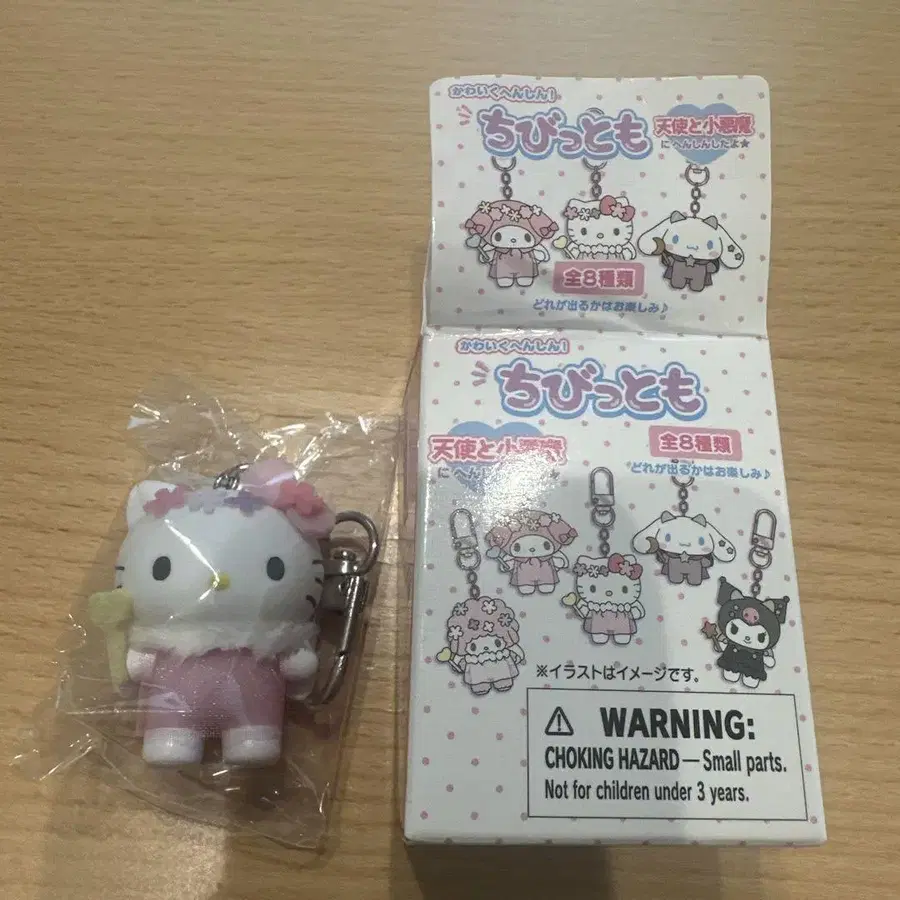 かわいくへんしん!
ちびっとも
天使と小悪魔
にへんしんしたよ★
全8種類
どれが出るかはお楽しみ♪
かわいくへんしん!
ちびっとも
天使と小悪魔
にへんし
全8種類
どれが出るかはお楽しみ♪
※イラストはイメージです。
WARNING:
CHOKING HAZARD — Small parts.
Not for children under 3 years.